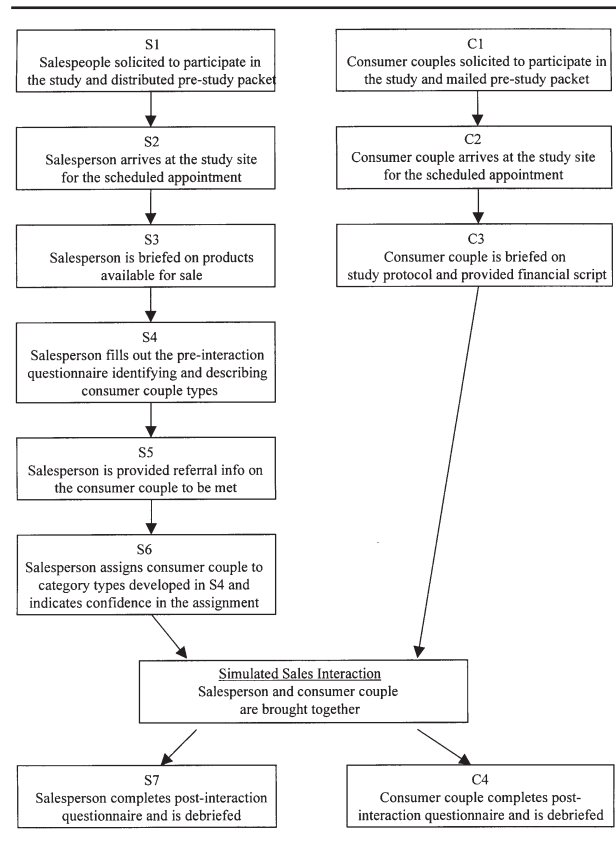 S1
Salespeople solicited to participate in
the study and distributed pre-study packet
C1
Consumer couples solicited to participate in
the study and mailed pre-study packet
S2
Salesperson arrives at the study site
for the scheduled appointment
C2
Consumer couple arrives at the study site
for the scheduled appointment
S3
Salesperson is briefed on products
available for sale
C3
Consumer couple is briefed on
study protocol and provided financial script
S4
Salesperson fills out the pre-interaction
questionnaire identifying and describing
consumer couple types
S5
Salesperson is provided referral info on
the consumer couple to be met
S6
Salesperson assigns consumer couple to
category types developed in S4 and
indicates confidence in the assignment
Simulated Sales Interaction
Salesperson and consumer couple
are brought together
S7
Salesperson completes post-interaction
questionnaire and is debriefed
C4
Consumer couple completes post-
interaction questionnaire and is debriefed